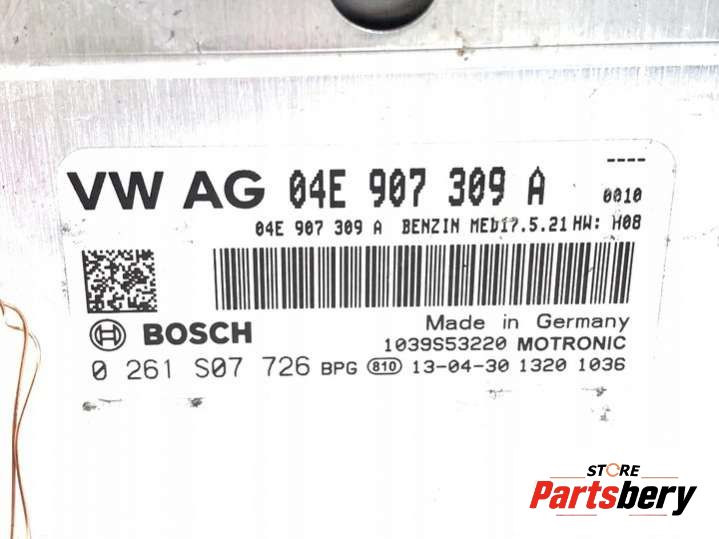 ----
VW AG 04E 907 309 A 0010
04E 907 309 A BENZIN MED17.5.21 HW: H08
BOSCH
Made in Germany
1039S53220 MOTRONIC
0 261 S07 726 BPG 810 13-04-30 1320 1036
STORE
Partsbery